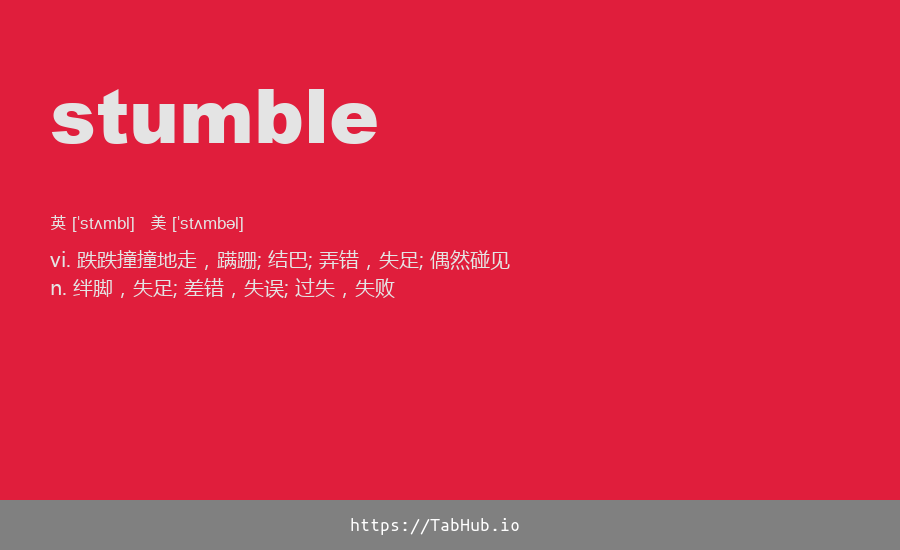 stumble
英 [ˈstʌmbl] 美 [ˈstʌmbəl]
vi. 跌跌撞撞地走，蹒跚; 结巴; 弄错，失足; 偶然碰见
n. 绊脚，失足; 差错，失误; 过失，失败
https://TabHub.io